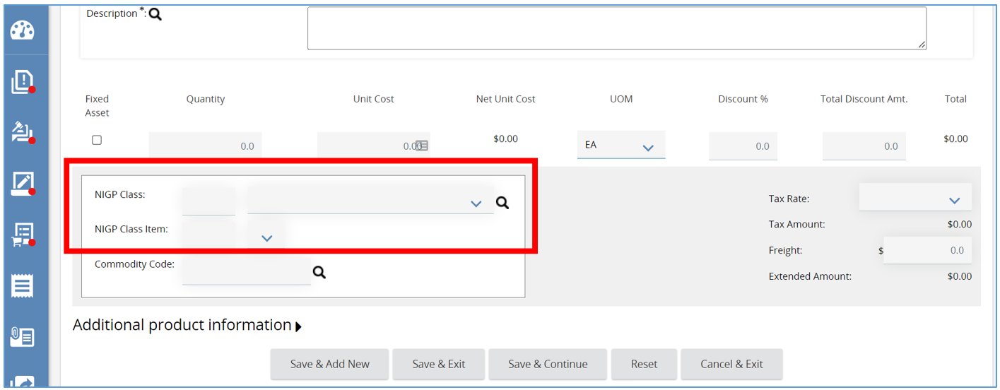 Description *:
Fixed Asset Quantity Unit Cost Net Unit Cost UOM Discount % Total Discount Amt. Total
0.0 0.00 $0.00 EA 0.0 0.0 $0.00
NIGP Class:
NIGP Class Item:
Commodity Code:
Tax Rate:
Tax Amount: $0.00
Freight: $ 0.0
Extended Amount: $0.00
Additional product information
Save & Add New Save & Exit Save & Continue Reset Cancel & Exit